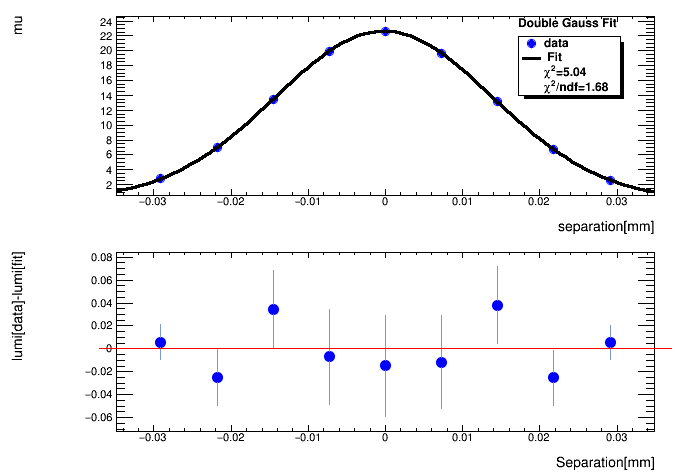 mu
Double Gauss Fit
data
Fit
χ²=5.04
χ²/ndf=1.68
24
22
20
18
16
14
12
10
8
6
4
2
−0.03 −0.02 −0.01 0 0.01 0.02 0.03
separation[mm]
lumi[data]-lumi[fit]
0.08
0.06
0.04
0.02
0
−0.02
−0.04
−0.06
−0.03 −0.02 −0.01 0 0.01 0.02 0.03
Separation[mm]